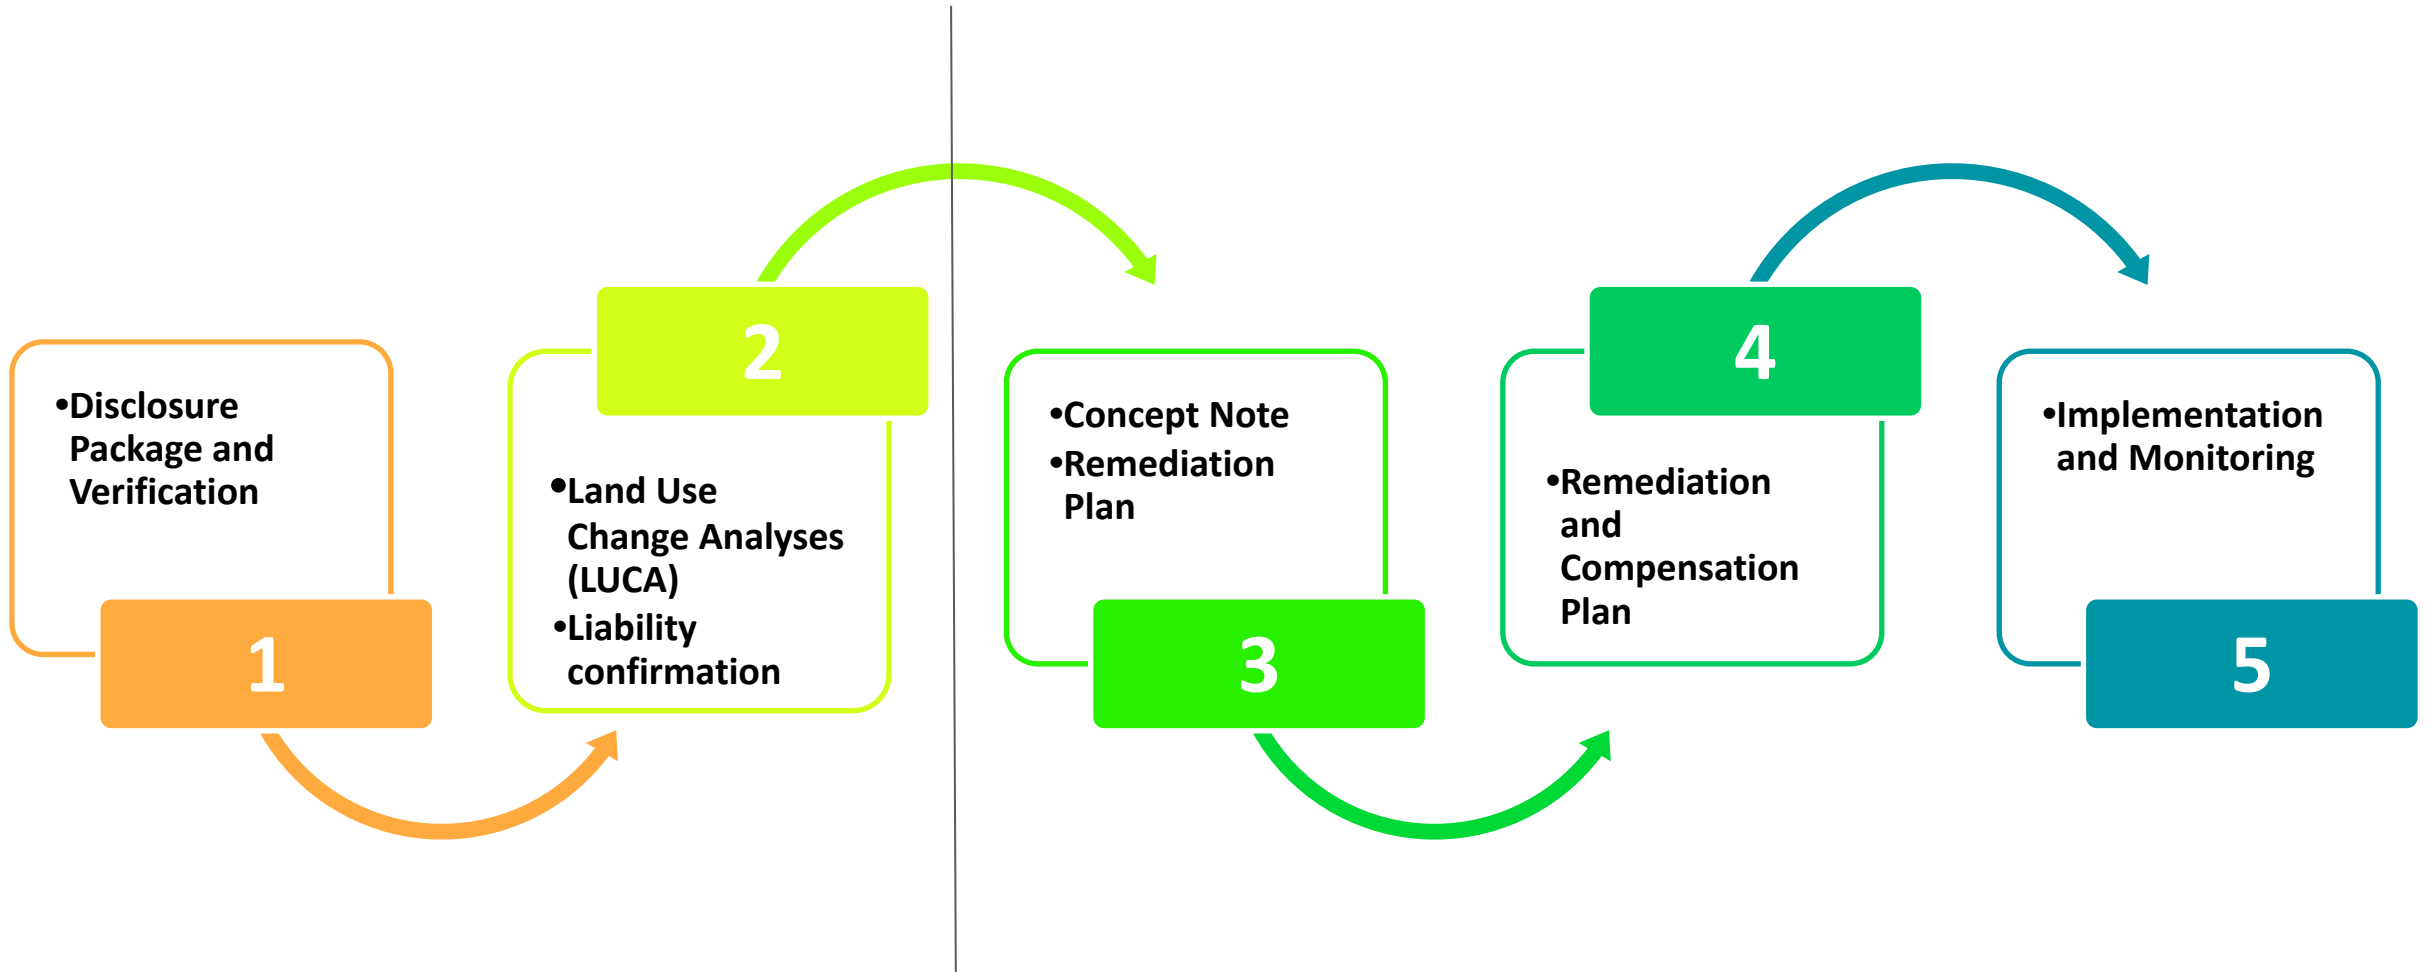 •Disclosure
Package and
Verification
1
2
•Land Use
Change Analyses
(LUCA)
•Liability
confirmation
•Concept Note
•Remediation
Plan
3
4
•Remediation
and
Compensation
Plan
•Implementation
and Monitoring
5